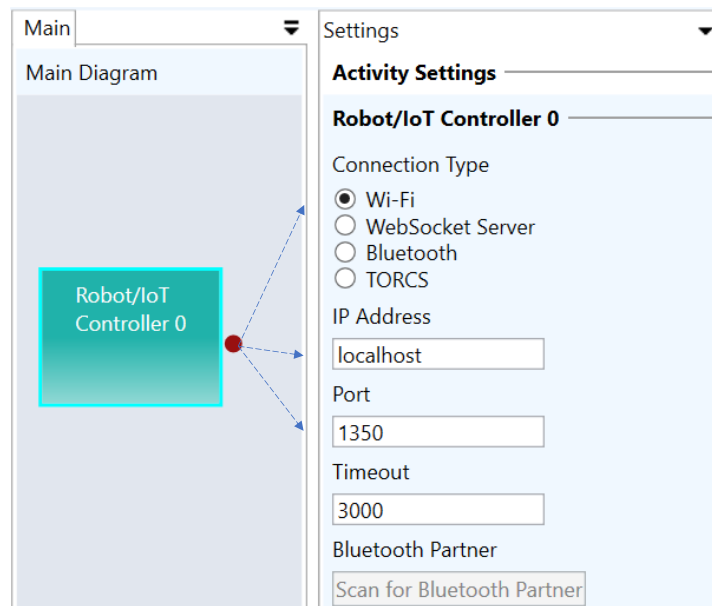 Main
Main Diagram
Robot/IoT
Controller 0
Settings
Activity Settings
Robot/IoT Controller 0
Connection Type
Wi-Fi
WebSocket Server
Bluetooth
TORCS
IP Address
localhost
Port
1350
Timeout
3000
Bluetooth Partner
Scan for Bluetooth Partner